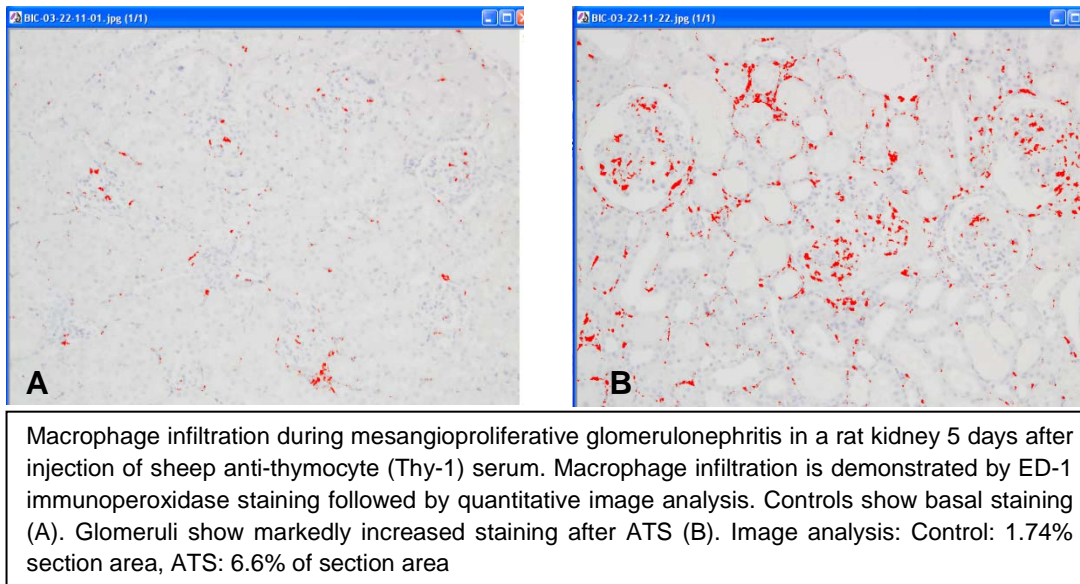 BIC-03-22-11-01.jpg (1/1)
BIC-03-22-11-22.jpg (1/1)
A
B
Macrophage infiltration during mesangioproliferative glomerulonephritis in a rat kidney 5 days after
injection of sheep anti-thymocyte (Thy-1) serum. Macrophage infiltration is demonstrated by ED-1
immunoperoxidase staining followed by quantitative image analysis. Controls show basal staining
(A). Glomeruli show markedly increased staining after ATS (B). Image analysis: Control: 1.74%
section area, ATS: 6.6% of section area